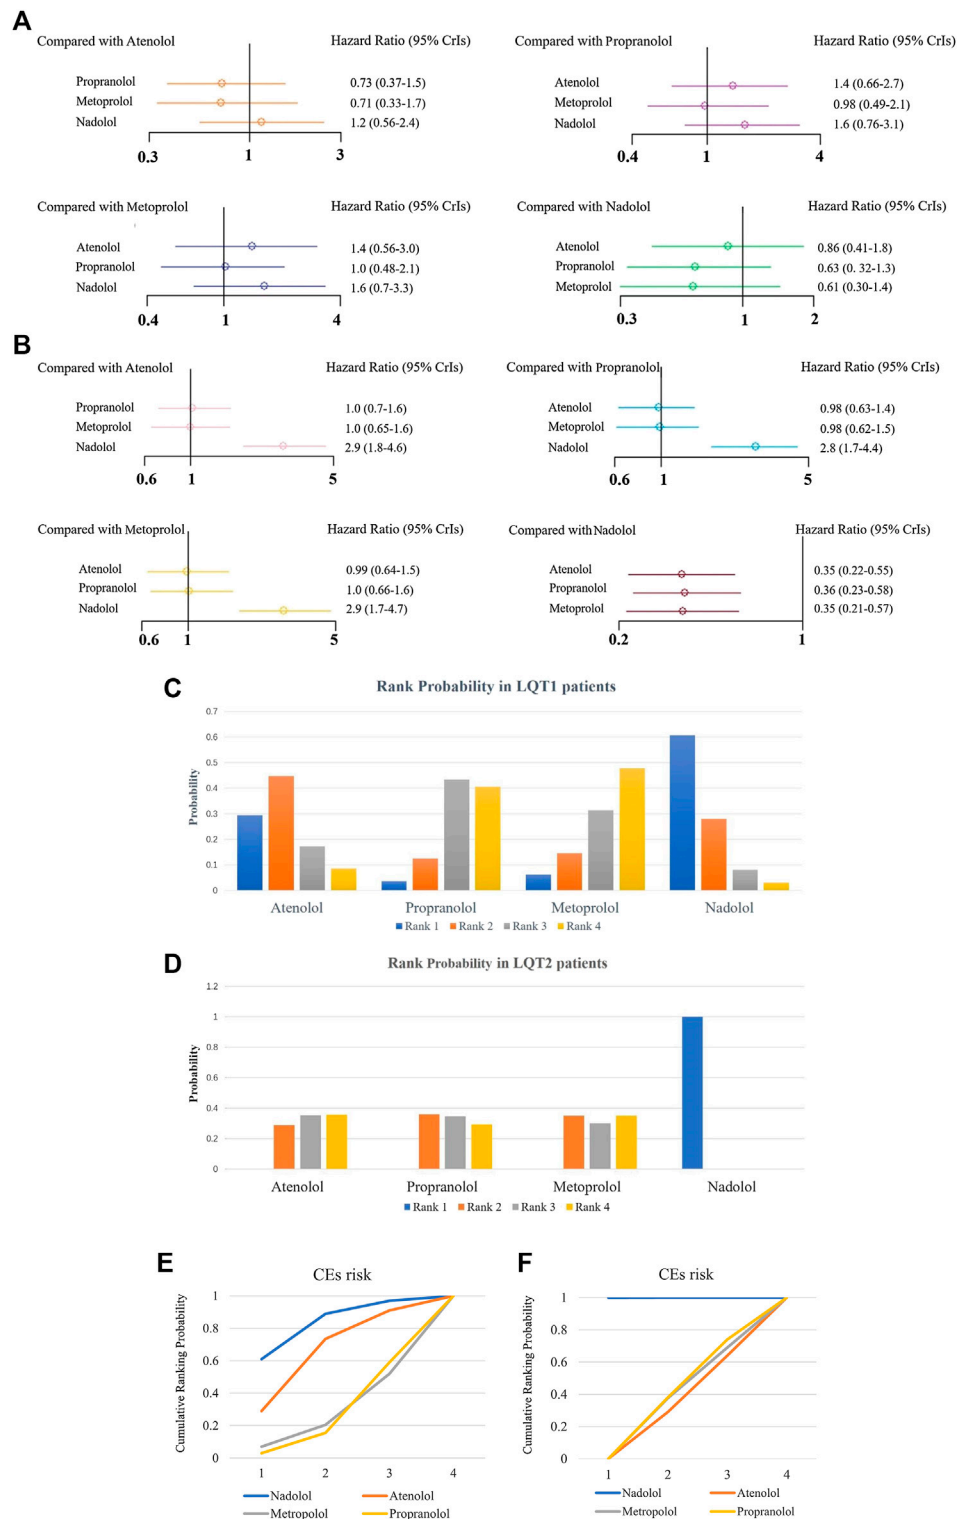 A
Compared with Atenolol Hazard Ratio (95% CrIs)
Propranolol 0.73 (0.37-1.5)
Metoprolol 0.71 (0.33-1.7)
Nadolol 1.2 (0.56-2.4)
0.3 1 3
Compared with Propranolol Hazard Ratio (95% CrIs)
Atenolol 1.4 (0.66-2.7)
Metoprolol 0.98 (0.49-2.1)
Nadolol 1.6 (0.76-3.1)
0.4 1 4
Compared with Metoprolol Hazard Ratio (95% CrIs)
Atenolol 1.4 (0.56-3.0)
Propranolol 1.0 (0.48-2.1)
Nadolol 1.6 (0.7-3.3)
0.4 1 4
Compared with Nadolol Hazard Ratio (95% CrIs)
Atenolol 0.86 (0.41-1.8)
Propranolol 0.63 (0. 32-1.3)
Metoprolol 0.61 (0.30-1.4)
0.3 1 2
B
Compared with Atenolol Hazard Ratio (95% CrIs)
Propranolol 1.0 (0.7-1.6)
Metoprolol 1.0 (0.65-1.6)
Nadolol 2.9 (1.8-4.6)
0.6 1 5
Compared with Propranolol Hazard Ratio (95% CrIs)
Atenolol 0.98 (0.63-1.4)
Metoprolol 0.98 (0.62-1.5)
Nadolol 2.8 (1.7-4.4)
0.6 1 5
Compared with Metoprolol Hazard Ratio (95% CrIs)
Atenolol 0.99 (0.64-1.5)
Propranolol 1.0 (0.66-1.6)
Nadolol 2.9 (1.7-4.7)
0.6 1 5
Compared with Nadolol Hazard Ratio (95% CrIs)
Atenolol 0.35 (0.22-0.55)
Propranolol 0.36 (0.23-0.58)
Metoprolol 0.35 (0.21-0.57)
0.2 1
C
Rank Probability in LQT1 patients
Probability
0.7
0.6
0.5
0.4
0.3
0.2
0.1
0
Atenolol Propranolol Metoprolol Nadolol
Rank 1 Rank 2 Rank 3 Rank 4
D
Rank Probability in LQT2 patients
Probability
1.2
1
0.8
0.6
0.4
0.2
0
Atenolol Propranolol Metoprolol Nadolol
Rank 1 Rank 2 Rank 3 Rank 4
E
CEs risk
Cumulative Ranking Probability
1
0.8
0.6
0.4
0.2
0
1 2 3 4
Nadolol Atenolol
Metropolol Propranolol
F
CEs risk
Cumulative Ranking Probability
1
0.8
0.6
0.4
0.2
0
1 2 3 4
Nadolol Atenolol
Metropolol Propranolol